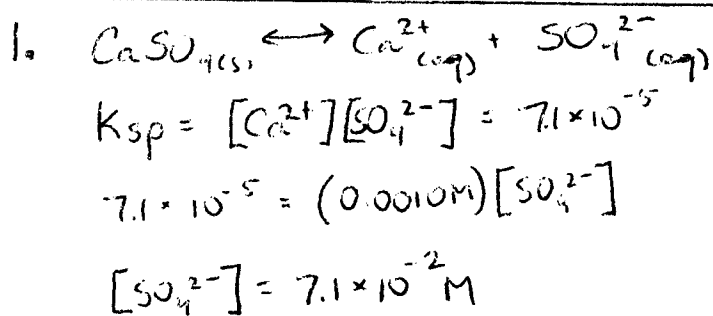 1. CaSO₄(s) ↔ Ca²⁺(aq) + SO₄²⁻(aq)
Ksp = [Ca²⁺][SO₄²⁻] = 7.1×10⁻⁵
7.1×10⁻⁵ = (0.0010M)[SO₄²⁻]
[SO₄²⁻] = 7.1×10⁻²M